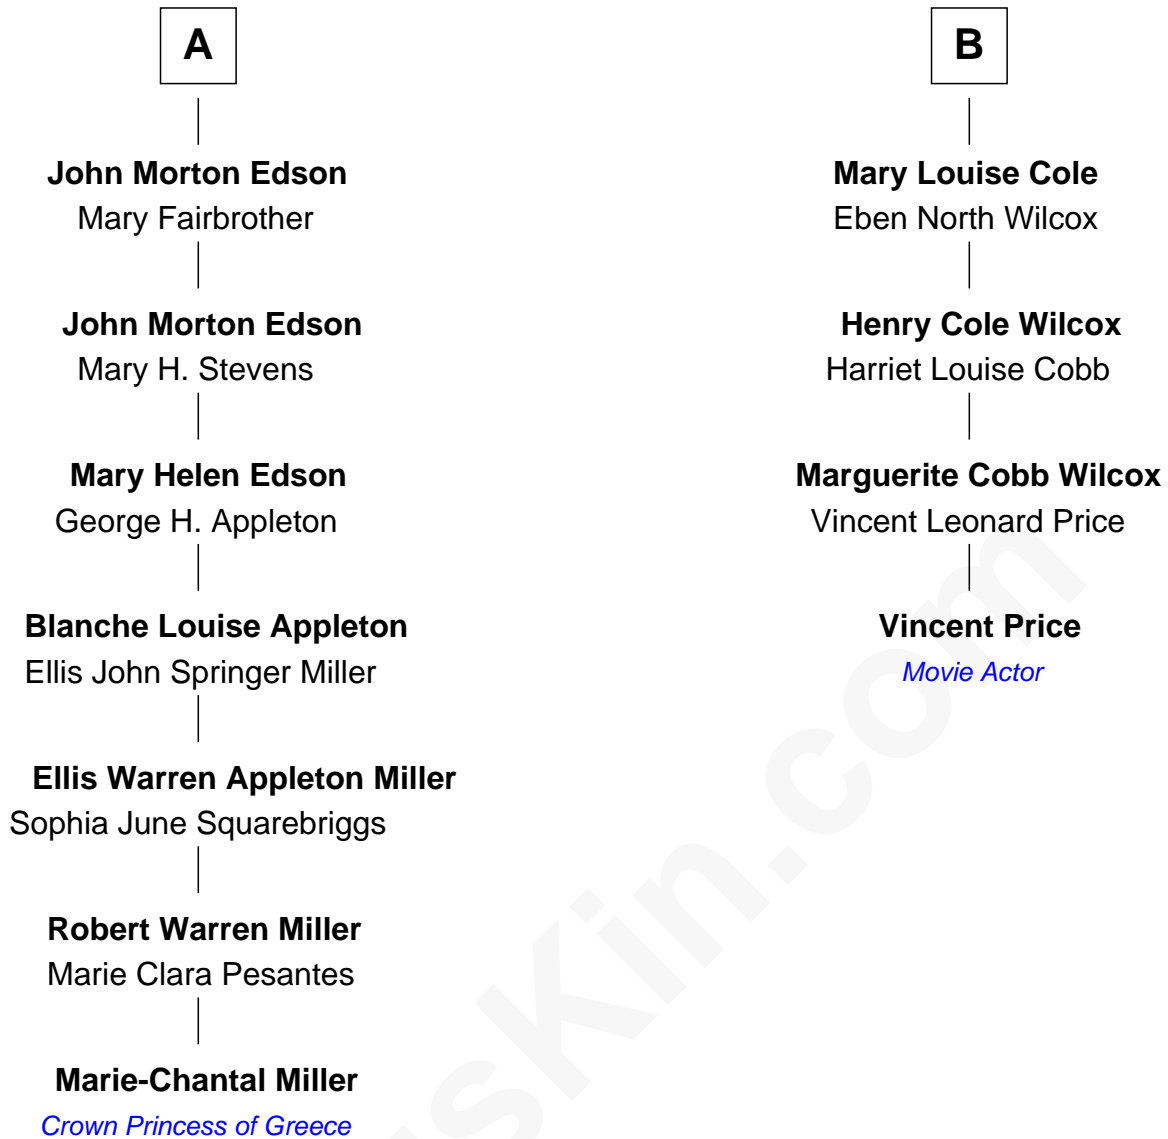 A
John Morton Edson
Mary Fairbrother
John Morton Edson
Mary H. Stevens
Mary Helen Edson
George H. Appleton
Blanche Louise Appleton
Ellis John Springer Miller
Ellis Warren Appleton Miller
Sophia June Squarebriggs
Robert Warren Miller
Marie Clara Pesantes
Marie-Chantal Miller
Crown Princess of Greece
B
Mary Louise Cole
Eben North Wilcox
Henry Cole Wilcox
Harriet Louise Cobb
Marguerite Cobb Wilcox
Vincent Leonard Price
Vincent Price
Movie Actor
sKin.com